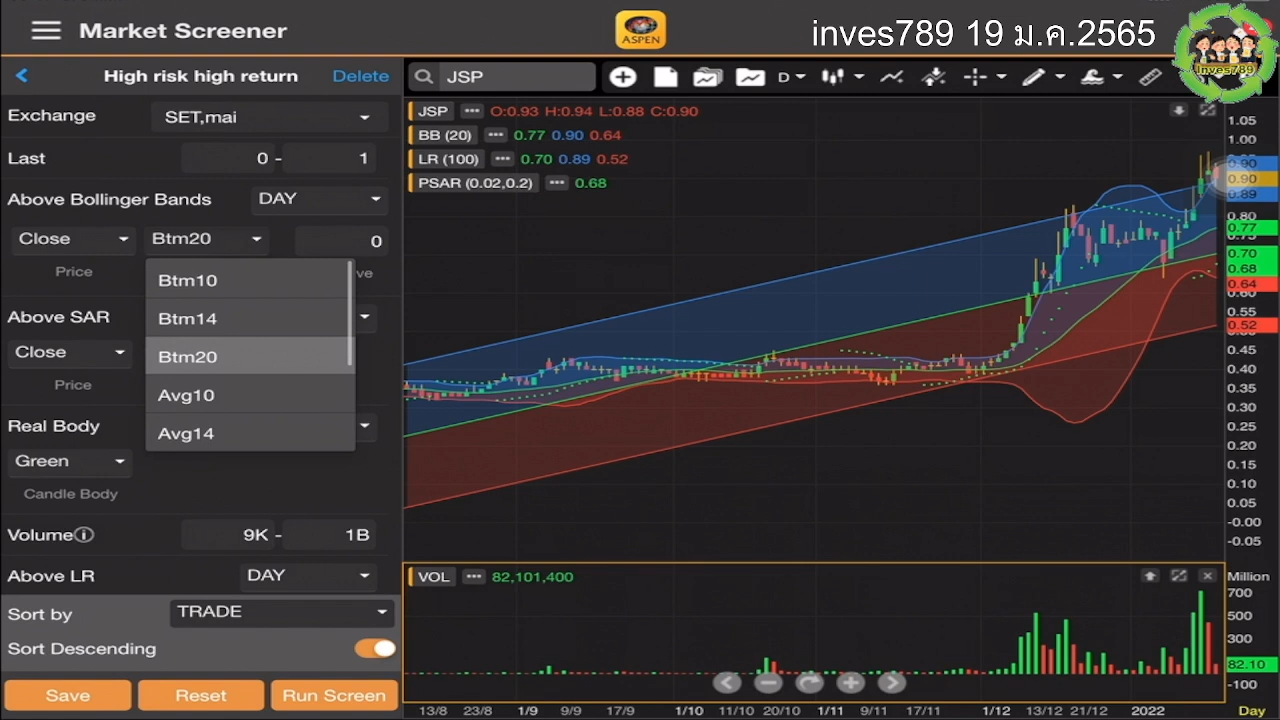 Market Screener
ASPEN
inves789 19 ม.ค.2565
Inves789
High risk high return
Delete
JSP
D
Exchange
SET,mai
Last
0 - 1
Above Bollinger Bands
DAY
Close
Btm20
0
Price
Btm10
Btm14
Btm20
Avg10
Avg14
Above SAR
Close
Price
Real Body
Green
Candle Body
Volume
9K - 1B
Above LR
DAY
Sort by
TRADE
Sort Descending
Save
Reset
Run Screen
JSP ••• O:0.93 H:0.94 L:0.88 C:0.90
BB (20) ••• 0.77 0.90 0.64
LR (100) ••• 0.70 0.89 0.52
PSAR (0.02,0.2) ••• 0.68
1.05
1.00
0.90
0.90
0.89
0.80
0.77
0.75
0.70
0.68
0.64
0.60
0.55
0.52
0.45
0.40
0.35
0.30
0.25
0.20
0.15
0.10
0.05
-0.00
-0.05
VOL ••• 82,101,400
Million
700
500
300
82.10
-100
13/8 23/8 1/9 9/9 17/9 1/10 11/10 20/10 1/11 9/11 17/11 1/12 13/12 21/12 2022 Day